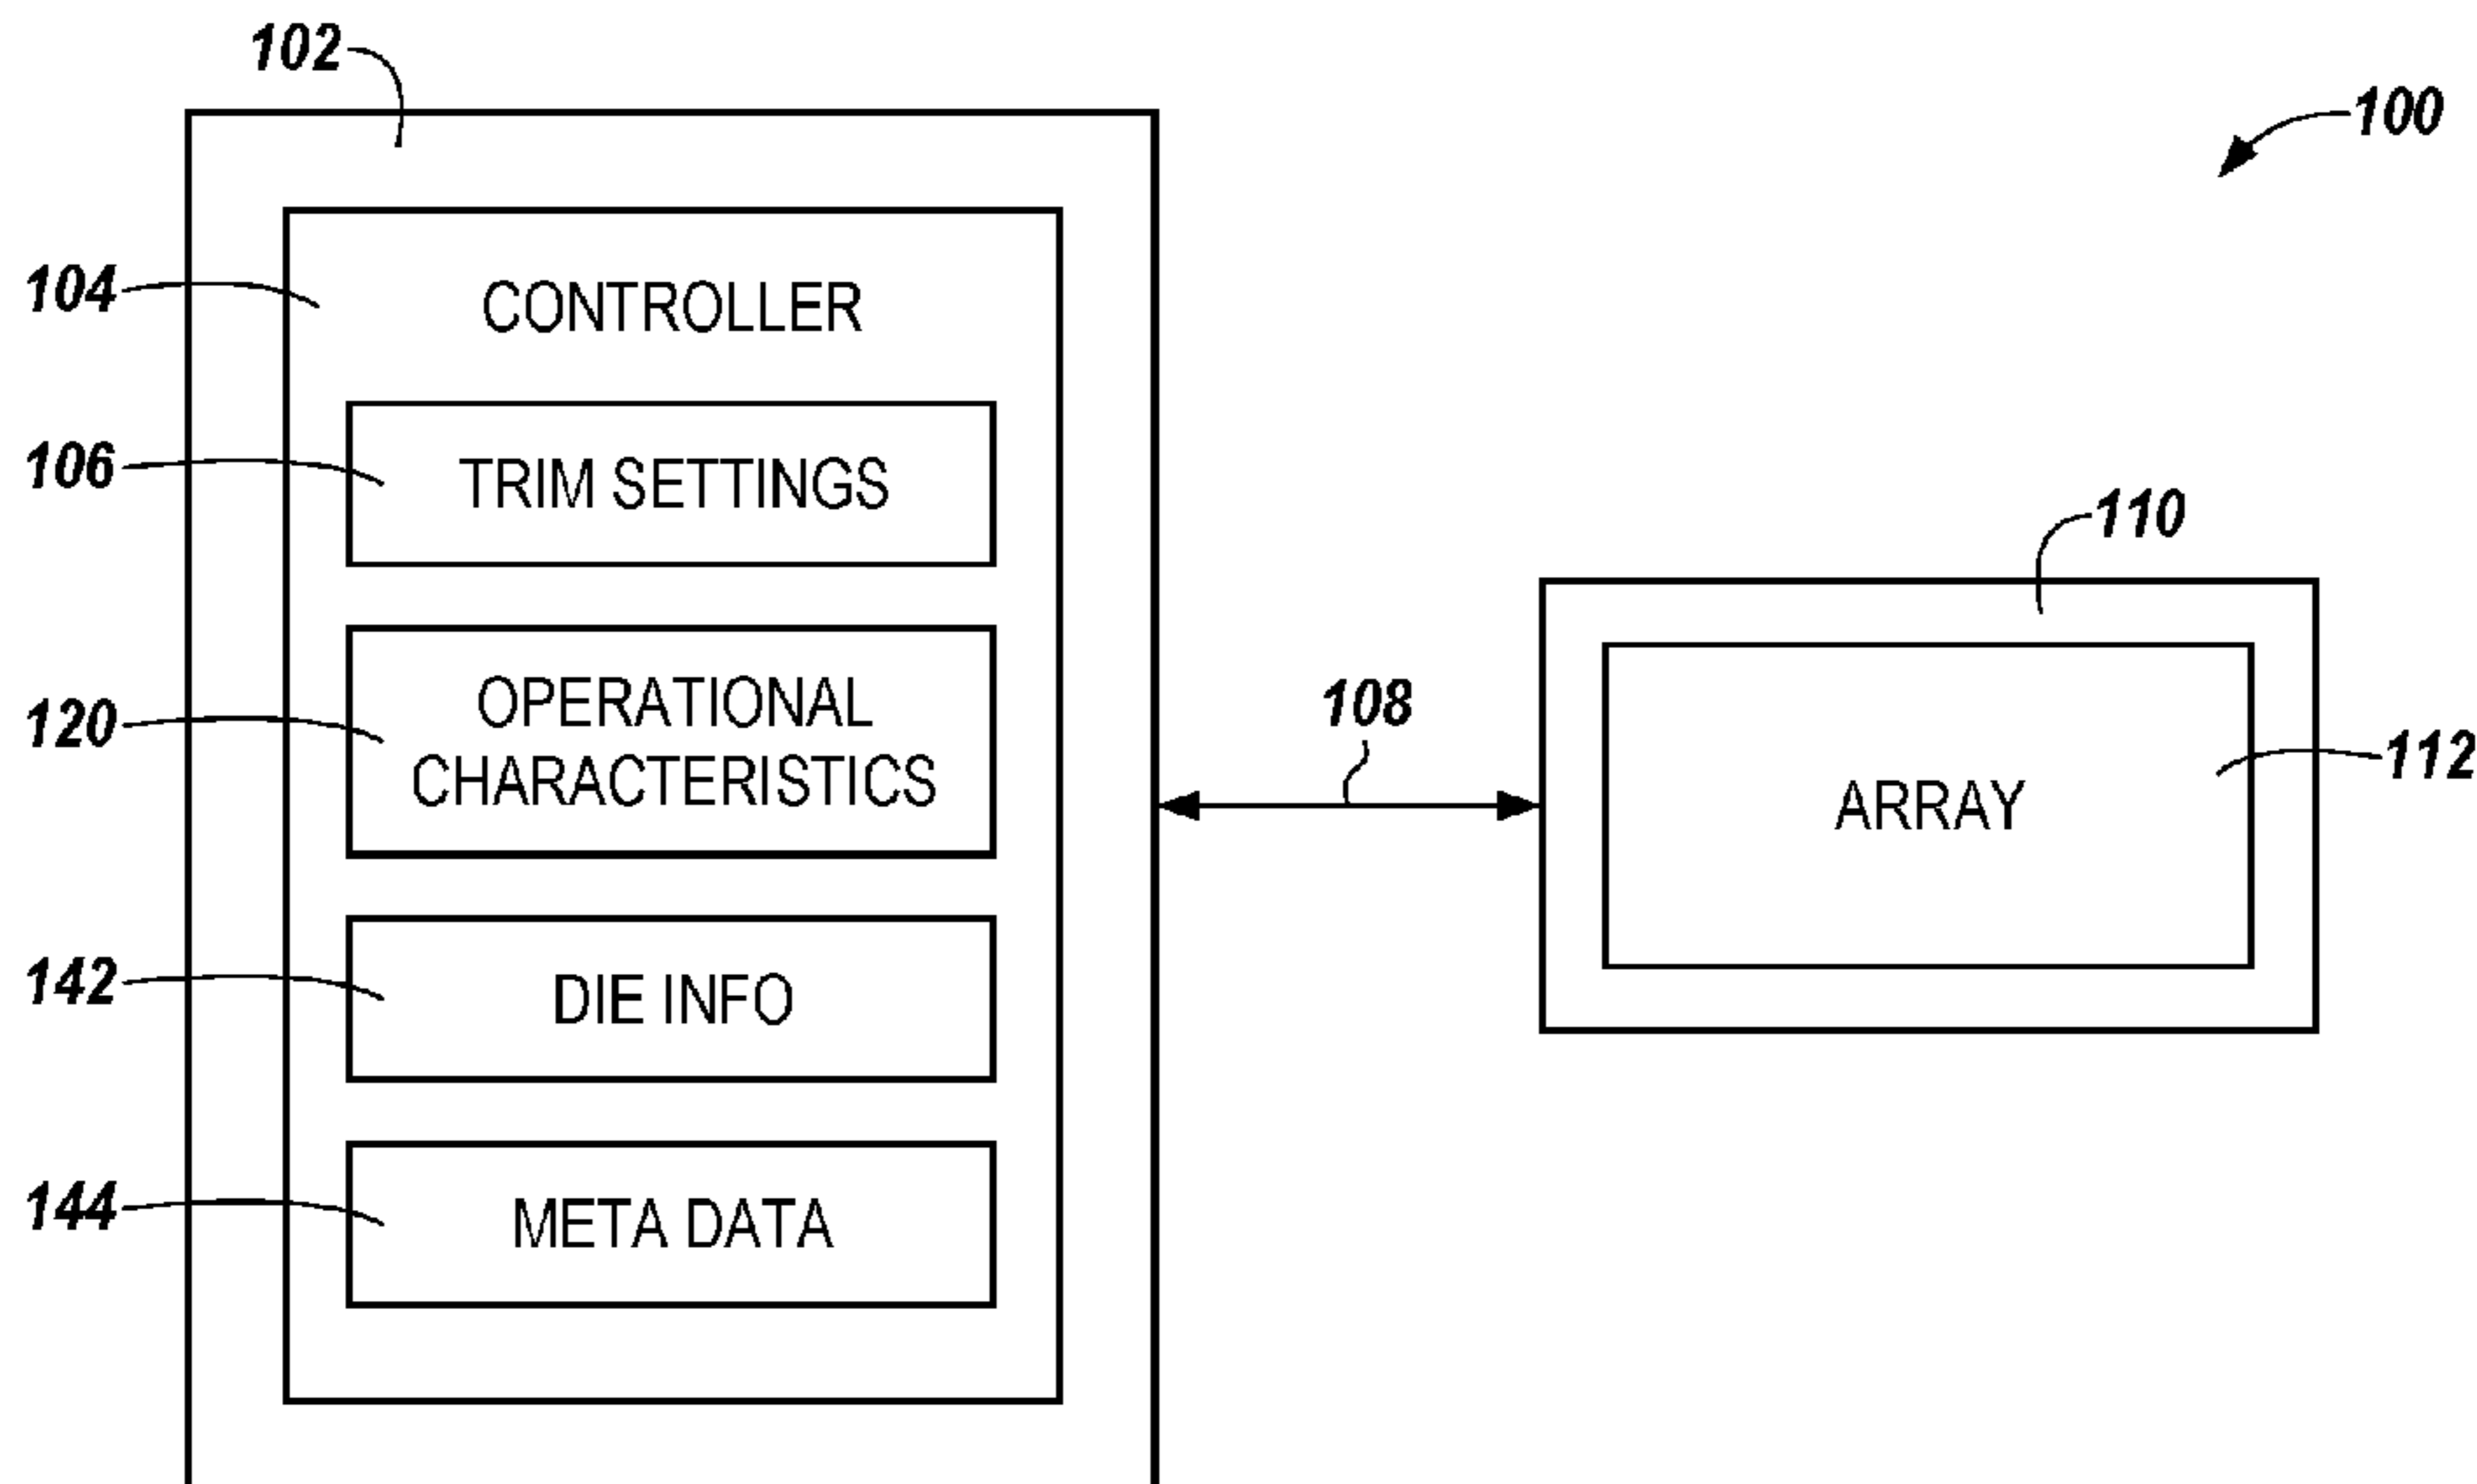 102
100
104
CONTROLLER
106
TRIM SETTINGS
110
120
OPERATIONAL
CHARACTERISTICS
108
112
ARRAY
142
DIE INFO
144
META DATA